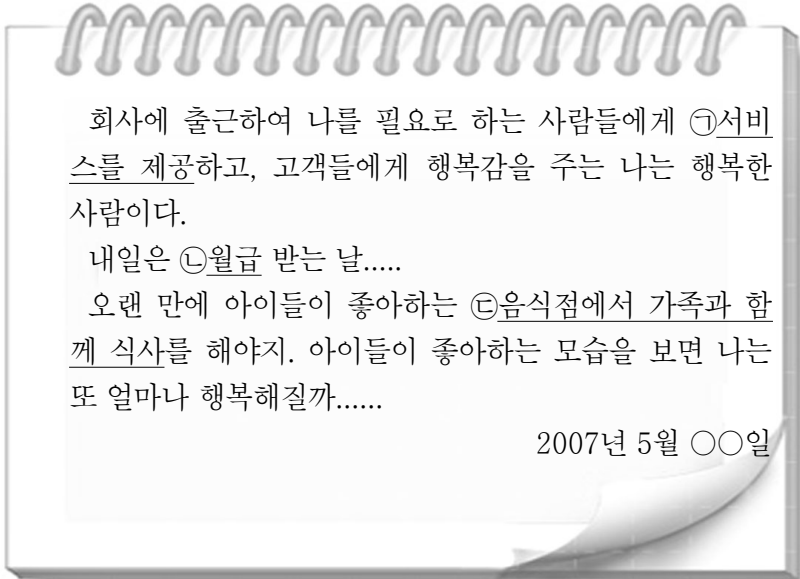 회사에 출근하여 나를 필요로 하는 사람들에게 ㉠서비
스를 제공하고, 고객들에게 행복감을 주는 나는 행복한
사람이다.
내일은 ㉡월급 받는 날.....
오랜 만에 아이들이 좋아하는 ㉢음식점에서 가족과 함
께 식사를 해야지. 아이들이 좋아하는 모습을 보면 나는
또 얼마나 행복해질까......
2007년 5월 ○○일